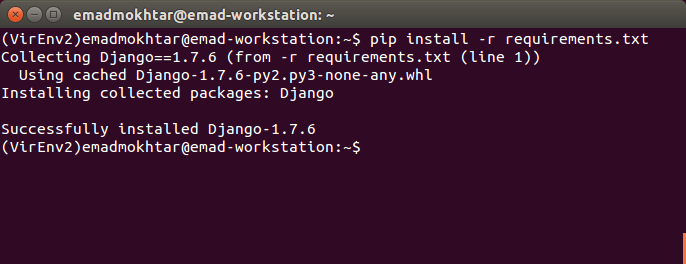 emadmokhtar@emad-workstation: ~
(VirEnv2)emadmokhtar@emad-workstation:~$ pip install -r requirements.txt
Collecting Django==1.7.6 (from -r requirements.txt (line 1))
  Using cached Django-1.7.6-py2.py3-none-any.whl
Installing collected packages: Django
Successfully installed Django-1.7.6
(VirEnv2)emadmokhtar@emad-workstation:~$